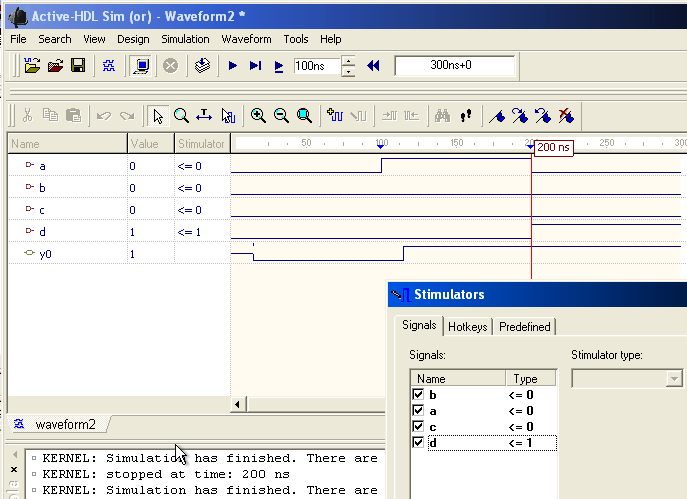 Active-HDL Sim (or) - Waveform2 *
File Search View Design Simulation Waveform Tools Help
100ns 300ns+0
Name Value Stimulator 50 100 150 200 ns 250 300
a 0 <= 0
b 0 <= 0
c 0 <= 0
d 1 <= 1
y0 1
Stimulators
Signals Hotkeys Predefined
Signals: Stimulator type:
Name Type
b <= 0
a <= 0
c <= 0
d <= 1
waveform2
KERNEL: Simulation has finished. There are
KERNEL: stopped at time: 200 ns
KERNEL: Simulation has finished. There are